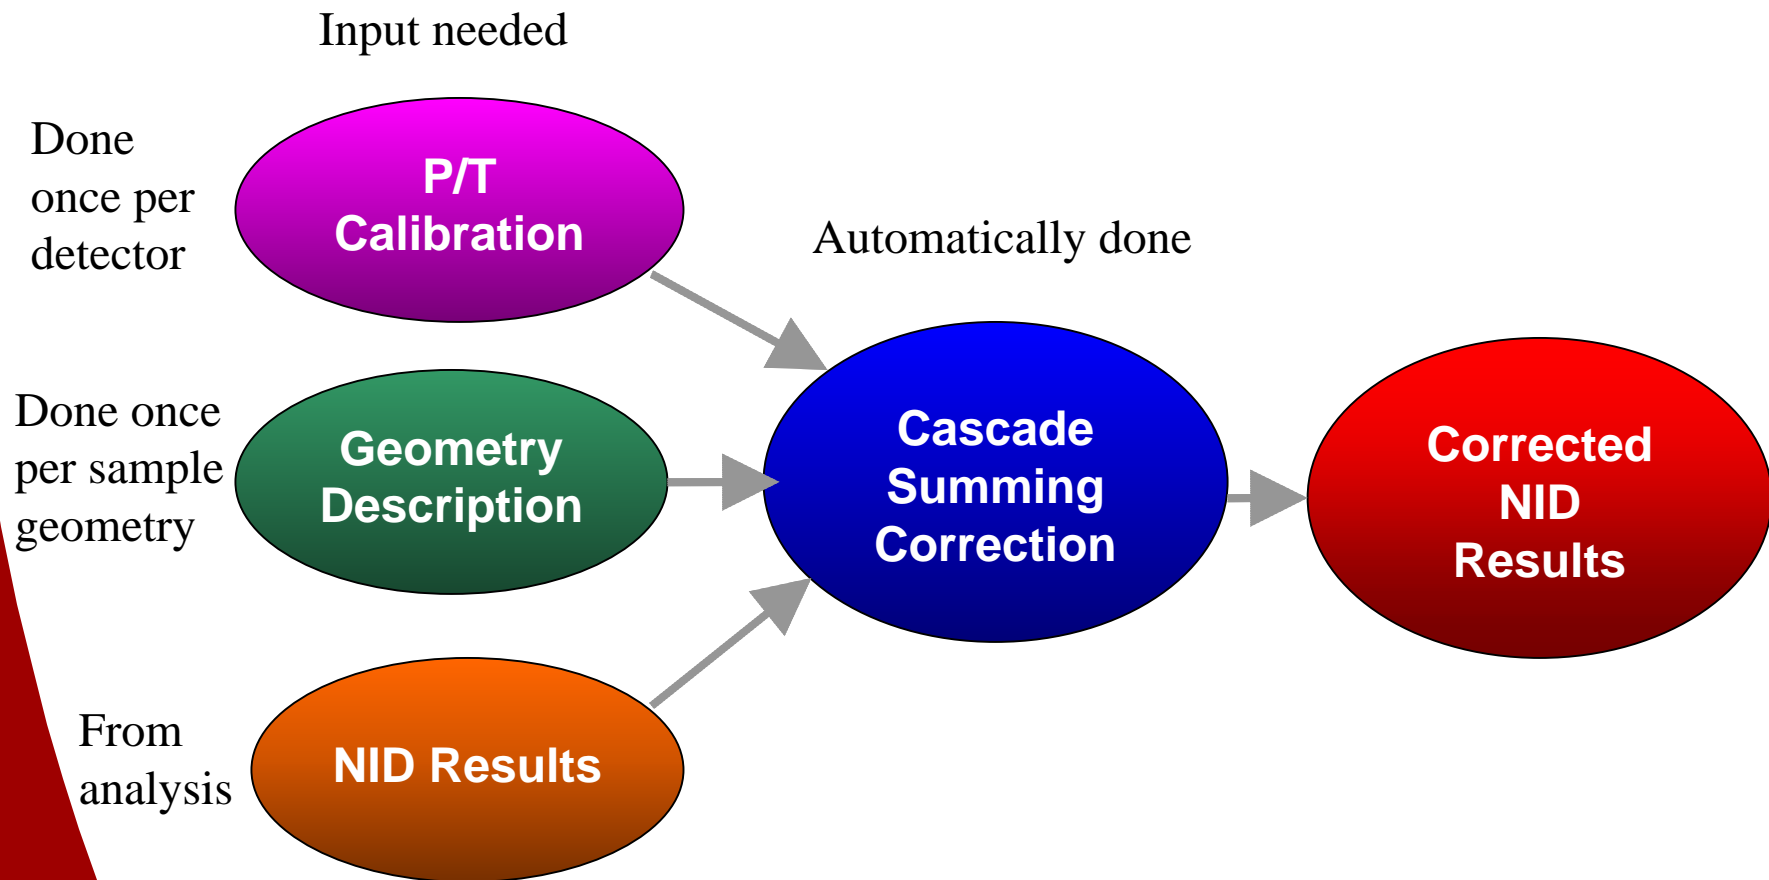 Input needed
Done
once per
detector
P/T
Calibration
Automatically done
Done once
per sample
geometry
Geometry
Description
Cascade
Summing
Correction
Corrected
NID
Results
From
analysis
NID Results